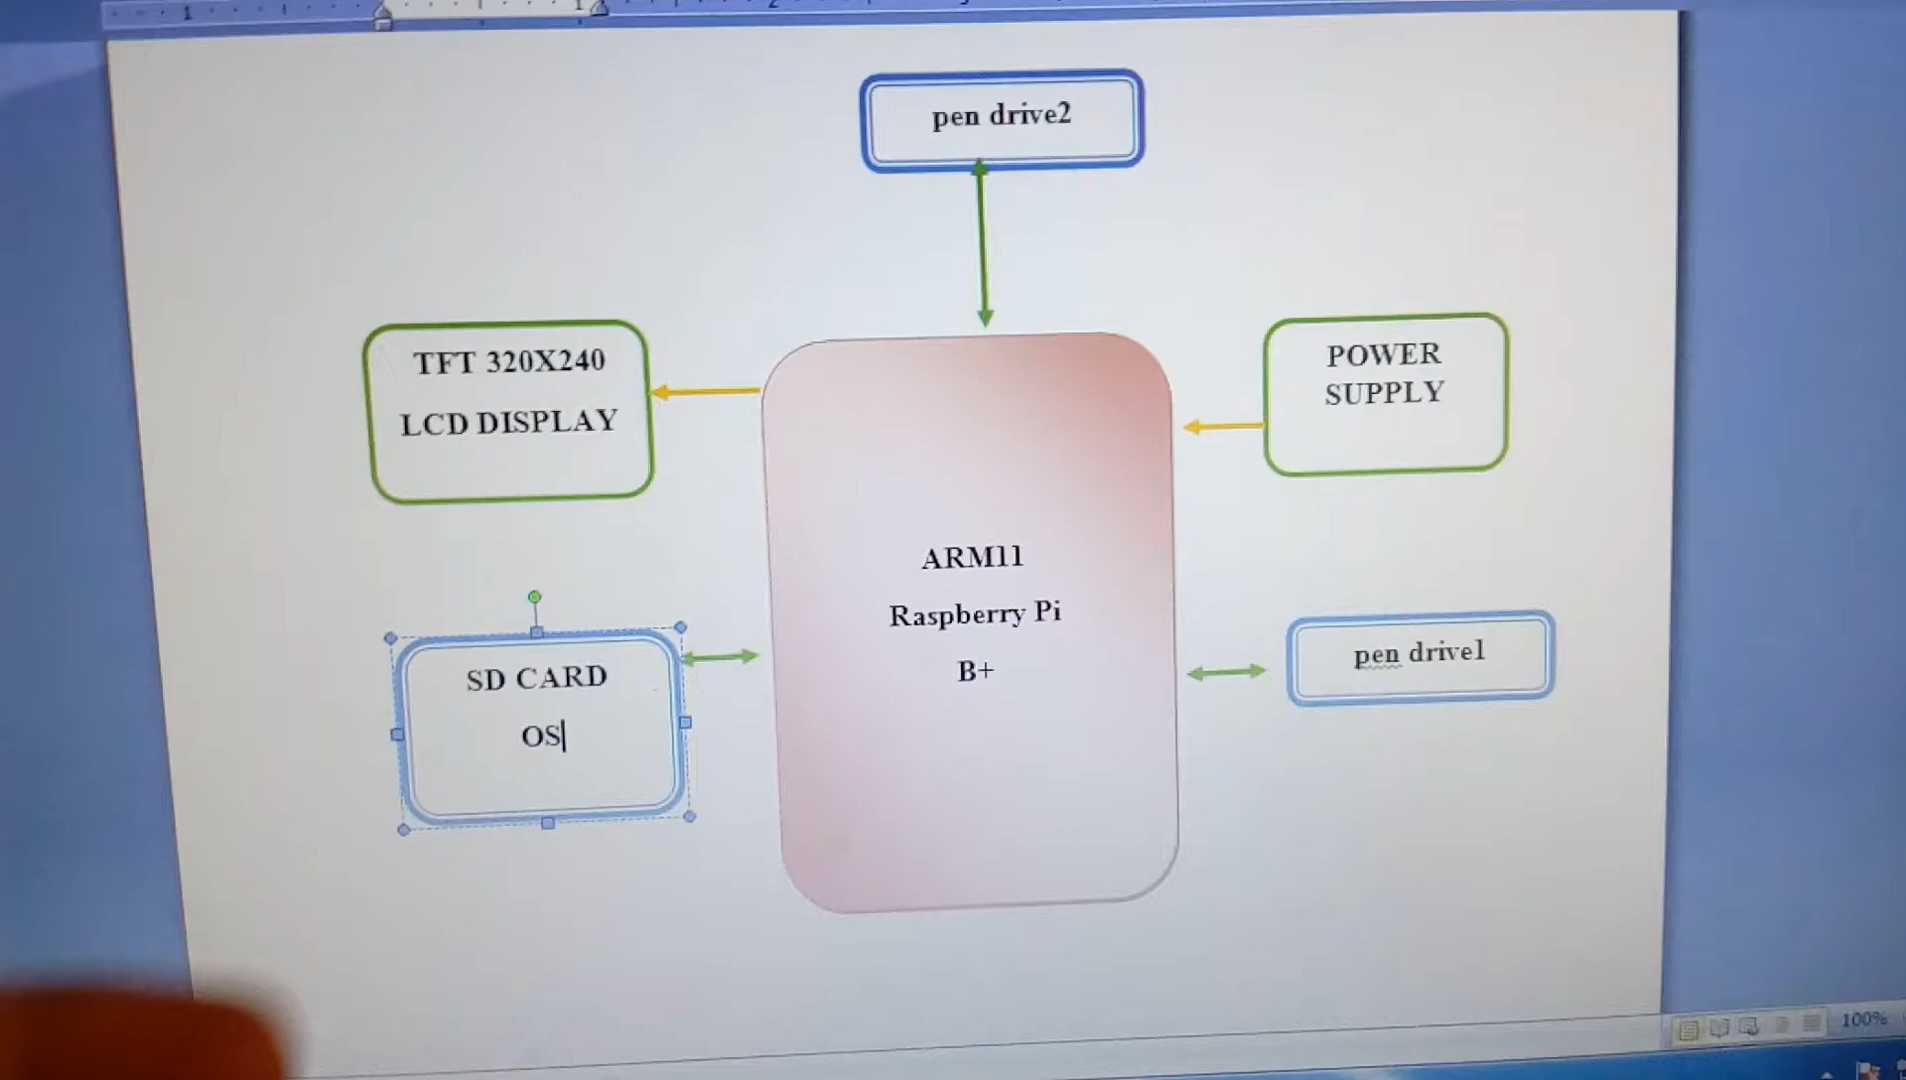 pen drive2
TFT 320X240
LCD DISPLAY
POWER
SUPPLY
ARM11
Raspberry Pi
B+
SD CARD
OS
pen drive1
100%